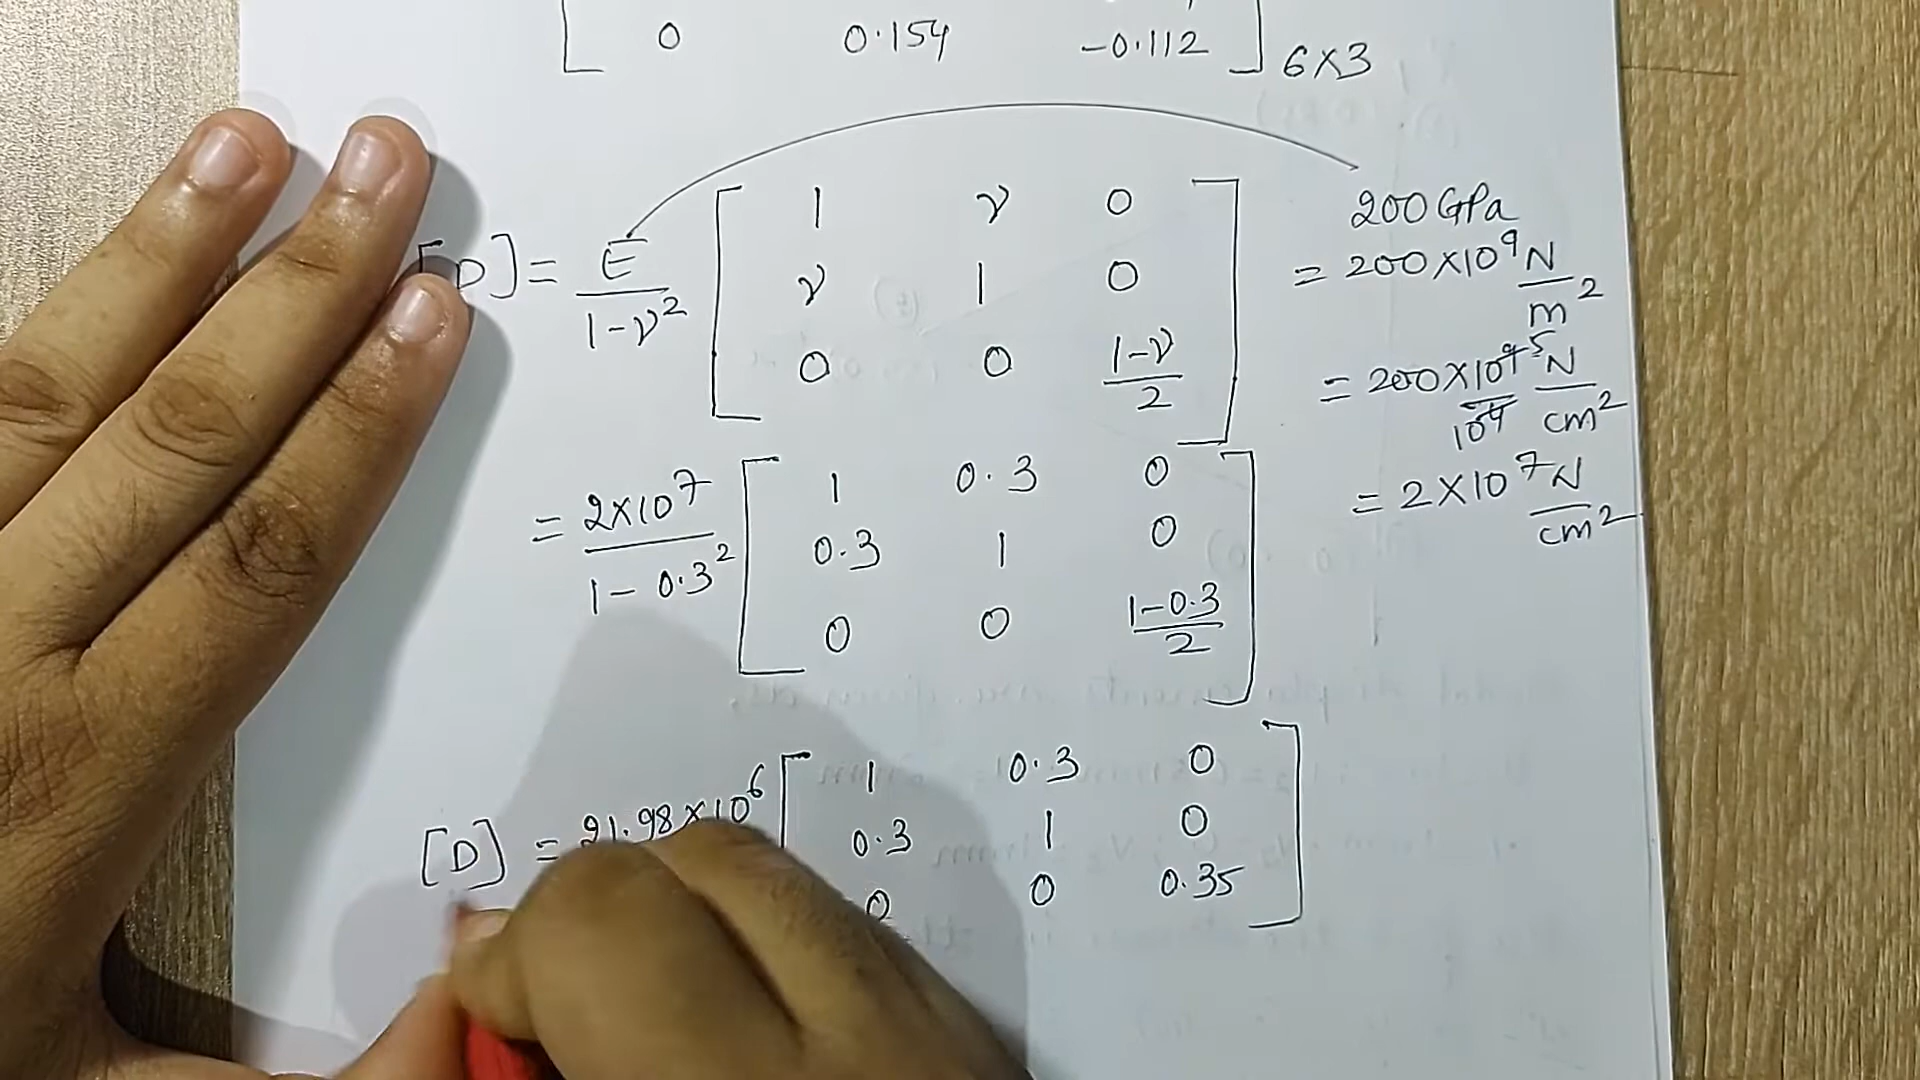 0 0.154 -0.112 6×3
[D] = E/(1-ν²) [1 ν 0
ν 1 0
0 0 (1-ν)/2]
200 GPa
= 200×10⁹ N/m²
= 200×10⁹ ⁵/10⁴ N/cm²
= 2×10⁷ N/cm²
= 2×10⁷/(1-0.3²) [1 0.3 0
0.3 1 0
0 0 (1-0.3)/2]
[D] = 21.98×10⁶ [1 0.3 0
0.3 1 0
0 0 0.35]